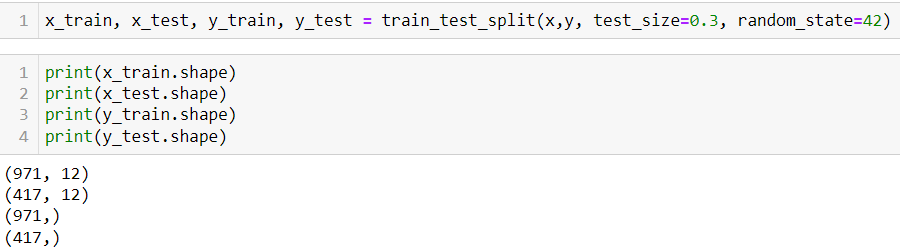 1 x_train, x_test, y_train, y_test = train_test_split(x,y, test_size=0.3, random_state=42)
1 print(x_train.shape)
2 print(x_test.shape)
3 print(y_train.shape)
4 print(y_test.shape)
(971, 12)
(417, 12)
(971,)
(417,)